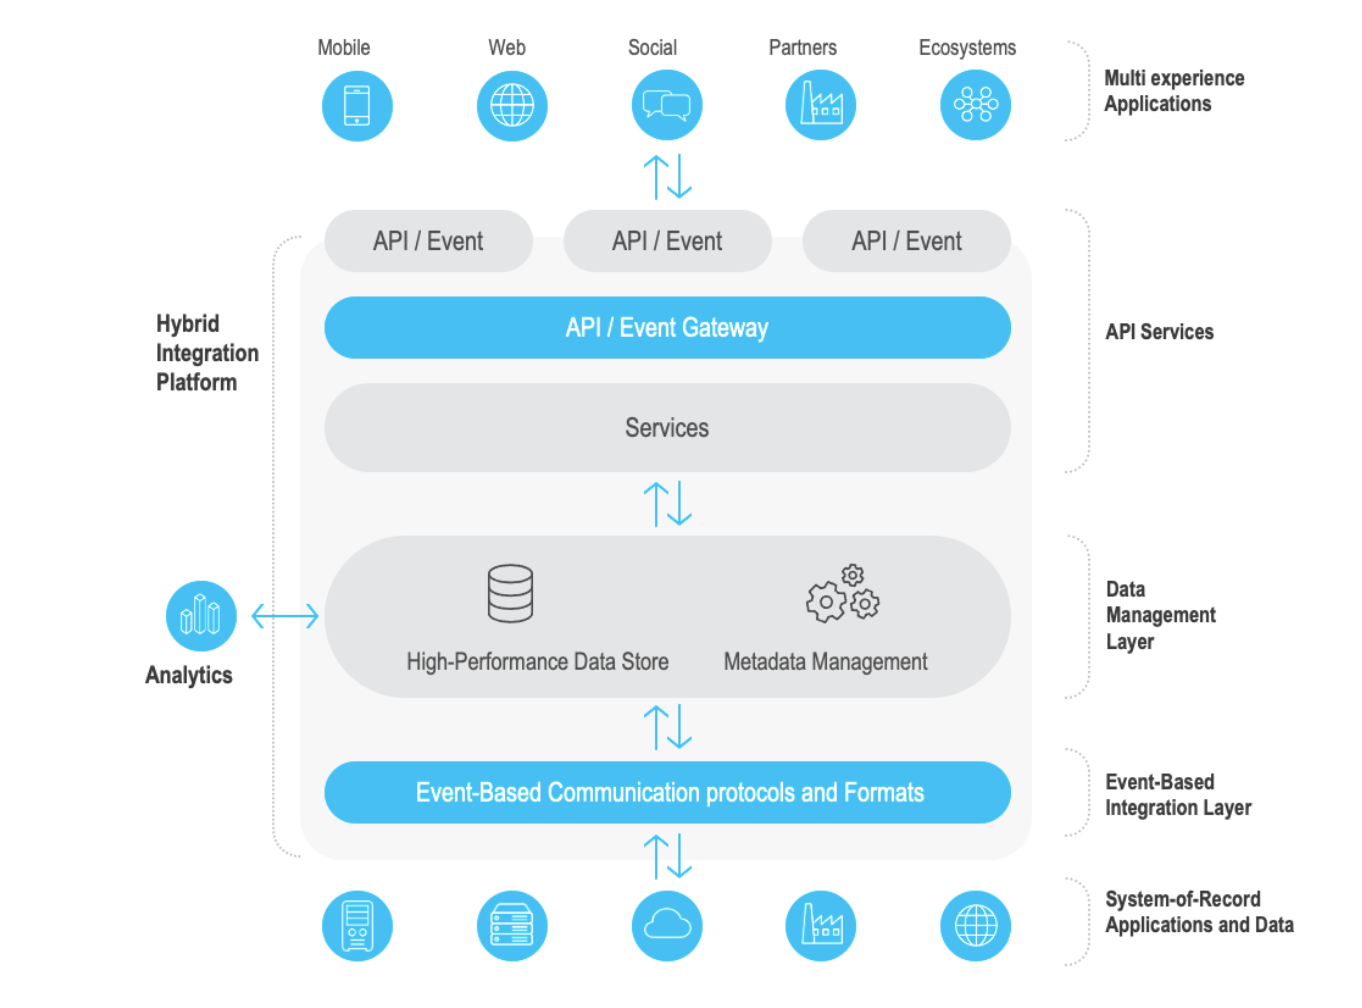 Mobile
Web
Social
Partners
Ecosystems
Multi experience
Applications
API / Event
API / Event
API / Event
API / Event Gateway
Hybrid
Integration
Platform
API Services
Services
High-Performance Data Store
Metadata Management
Data
Management
Layer
Analytics
Event-Based Communication protocols and Formats
Event-Based
Integration Layer
System-of-Record
Applications and Data